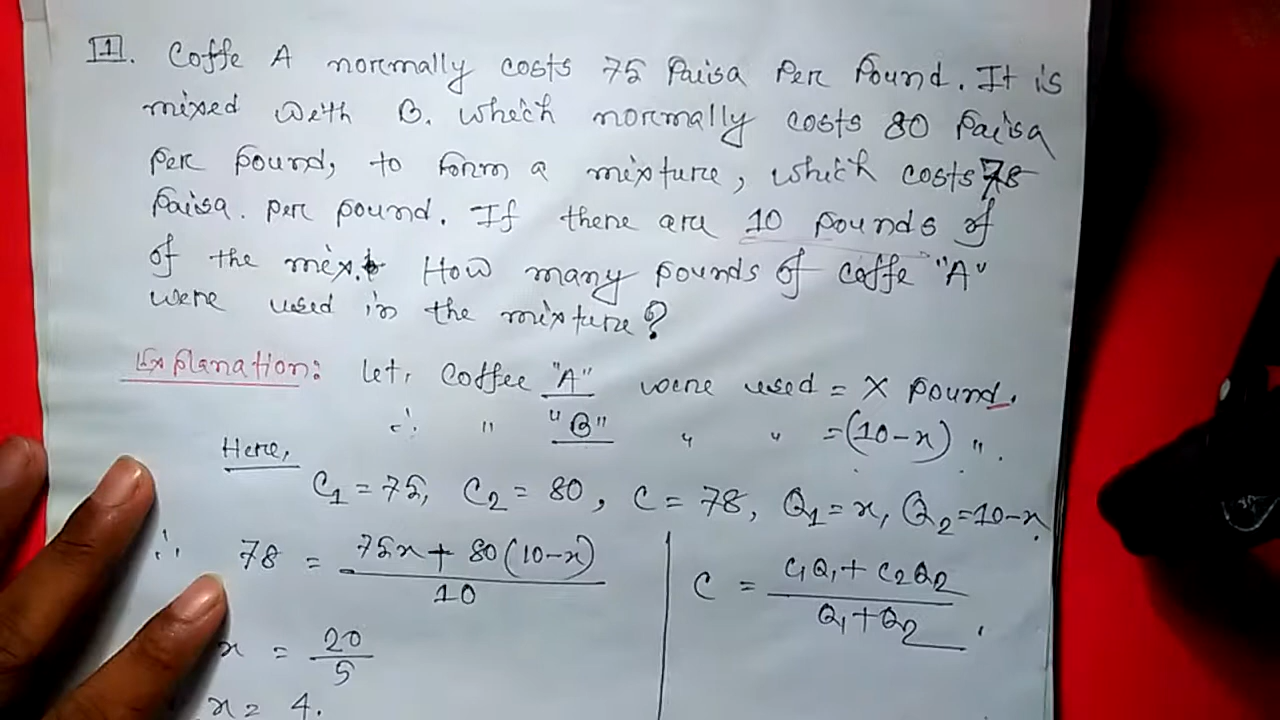 1. Coffe A normally costs 75 Paisa Per Pound. It is
mixed with B. which normally costs 80 Paisa
Per pound, to form a mixture, which costs 78
Paisa. per pound. If there are 10 pounds of
of the mix. How many pounds of coffe "A"
were used in the mixture?
Explanation: let, Coffee "A" were used = x pound.
∴ " "B" " " =(10-x) ".
Here,
C1 = 75, C2 = 80, C = 78, Q1 = x, Q2 = 10-x
∴ 78 = 75x + 80(10-x) / 10
C = C1Q1 + C2Q2 / Q1 + Q2 .
x = 20/5
x = 4.